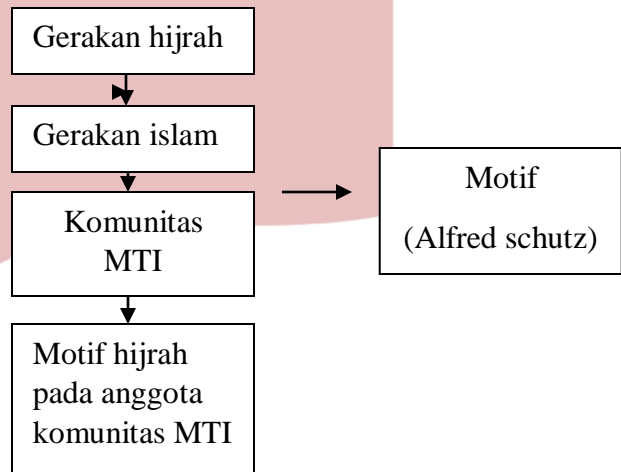 Gerakan hijrah
Gerakan islam
Komunitas
MTI
Motif
(Alfred schutz)
Motif hijrah
pada anggota
komunitas MTI